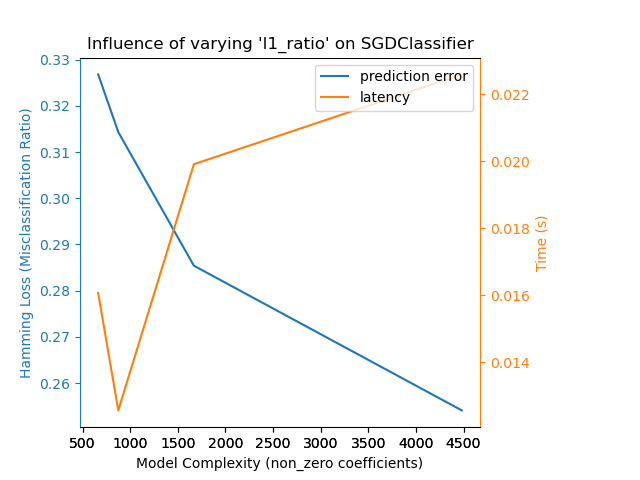 Influence of varying 'l1_ratio' on SGDClassifier
prediction error
latency
0.33
0.32
0.31
0.30
0.29
0.28
0.27
0.26
Hamming Loss (Misclassification Ratio)
0.022
0.020
0.018
0.016
0.014
Time (s)
500 1000 1500 2000 2500 3000 3500 4000 4500
Model Complexity (non_zero coefficients)